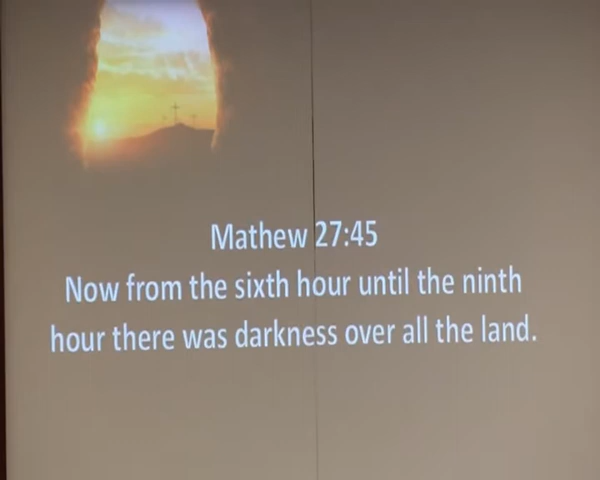 Mathew 27:45
Now from the sixth hour until the ninth
hour there was darkness over all the land.